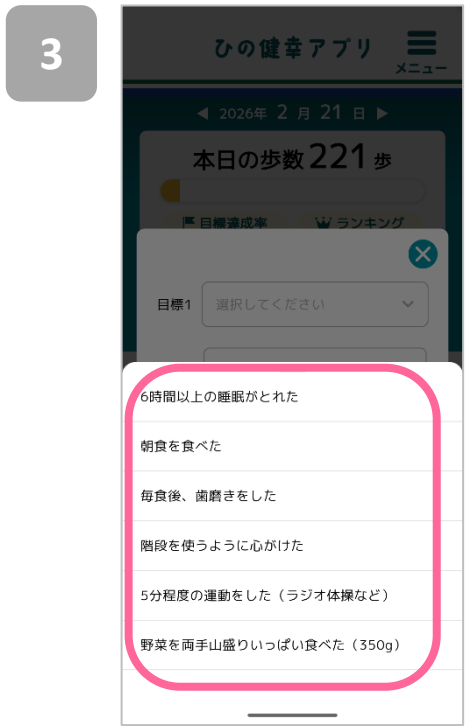 3
ひの健幸アプリ
メニュー
◀ 2026年 2 月 21 日 ▶
本日の歩数 221 歩
目標達成率 ランキング
目標1 選択してください
6時間以上の睡眠がとれた
朝食を食べた
毎食後、歯磨きをした
階段を使うように心がけた
5分程度の運動をした（ラジオ体操など）
野菜を両手山盛りいっぱい食べた（350g）